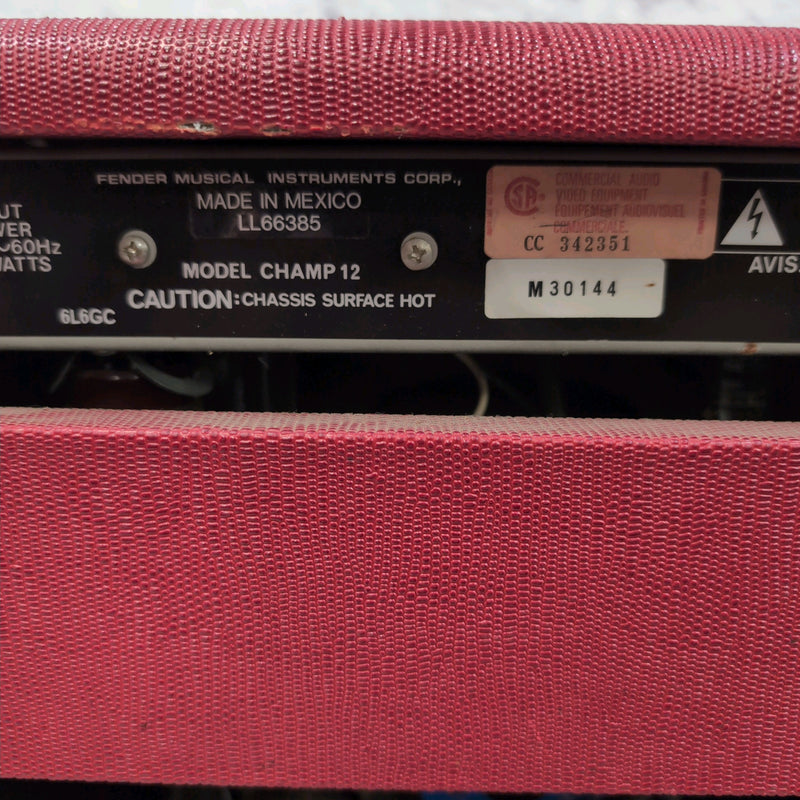 FENDER MUSICAL INSTRUMENTS CORP.,
MADE IN MEXICO
LL66385
UT
WER
~60Hz
WATTS
MODEL CHAMP 12
CAUTION: CHASSIS SURFACE HOT
6L6GC
COMMERCIAL AUDIO
VIDEO EQUIPMENT
EQUIPEMENT AUDIOVISUEL
COMMERCIALE.
CC 342351
M30144
AVIS